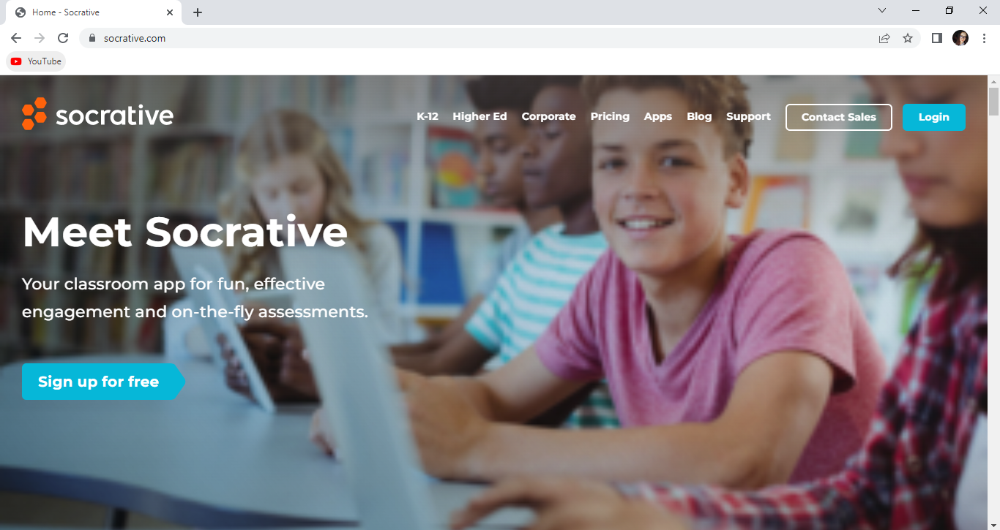 Home - Socrative
socrative.com
YouTube
socrative
K-12 Higher Ed Corporate Pricing Apps Blog Support Contact Sales Login
Meet Socrative
Your classroom app for fun, effective
engagement and on-the-fly assessments.
Sign up for free